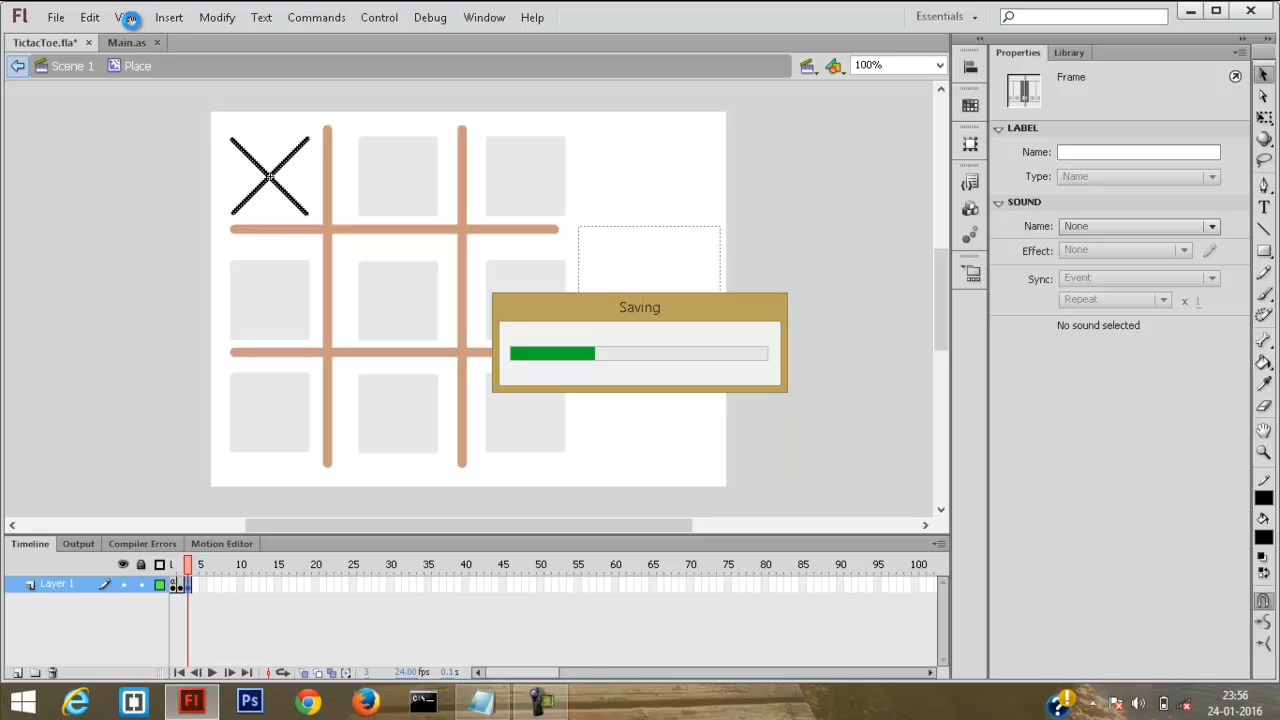 Fl File Edit View Insert Modify Text Commands Control Debug Window Help Essentials
TictacToe.fla* × Main.as ×
Scene 1 Place 100%
Properties Library
Frame
LABEL
Name:
Type: Name
SOUND
Name: None
Effect: None
Sync: Event
Repeat x 1
No sound selected
Saving
Timeline Output Compiler Errors Motion Editor
5 10 15 20 25 30 35 40 45 50 55 60 65 70 75 80 85 90 95 100
Layer 1
3 24.00 fps 0.1 s
Fl Ps
23:56
24-01-2016